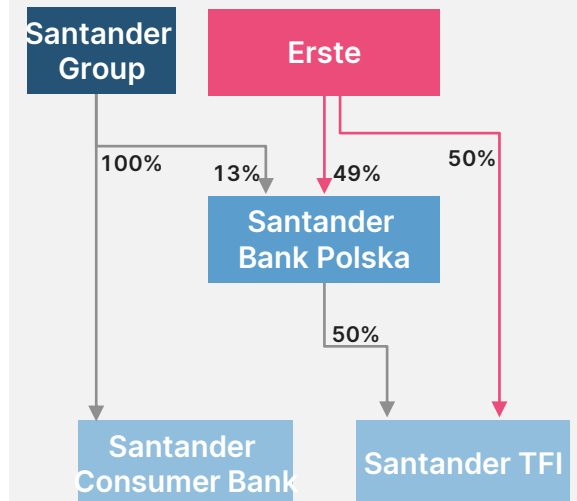 Santander
Group
Erste
100%
13%
49%
50%
Santander
Bank Polska
50%
Santander
Consumer Bank
Santander TFI